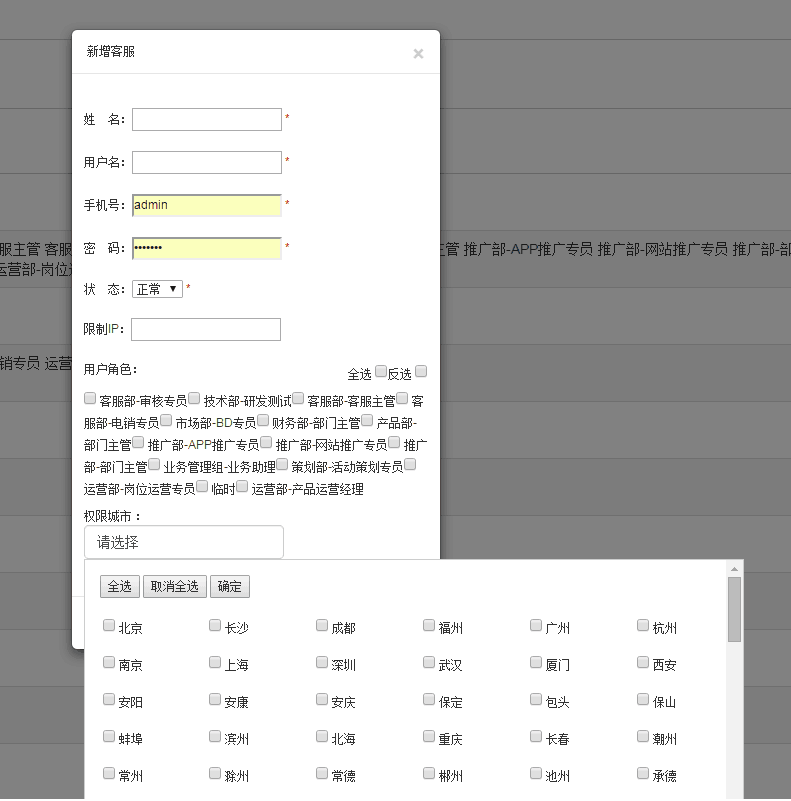 新增客服 ×
姓 名： *
用户名： *
手机号： admin *
密 码： ••••••• *
状 态： 正常 ▼ *
限制IP：
服主管 客服
主管 推广部-APP推广专员 推广部-网站推广专员 推广部-部
运营部-岗位运
销专员 运营
用户角色：
全选 反选
客服部-审核专员 技术部-研发测试 客服部-客服主管 客
服部-电销专员 市场部-BD专员 财务部-部门主管 产品部-
部门主管 推广部-APP推广专员 推广部-网站推广专员 推广
部-部门主管 业务管理组-业务助理 策划部-活动策划专员
运营部-岗位运营专员 临时 运营部-产品运营经理
权限城市：
请选择
全选 取消全选 确定
北京 长沙 成都 福州 广州 杭州
南京 上海 深圳 武汉 厦门 西安
安阳 安康 安庆 保定 包头 保山
蚌埠 滨州 北海 重庆 长春 潮州
常州 滁州 常德 郴州 池州 承德